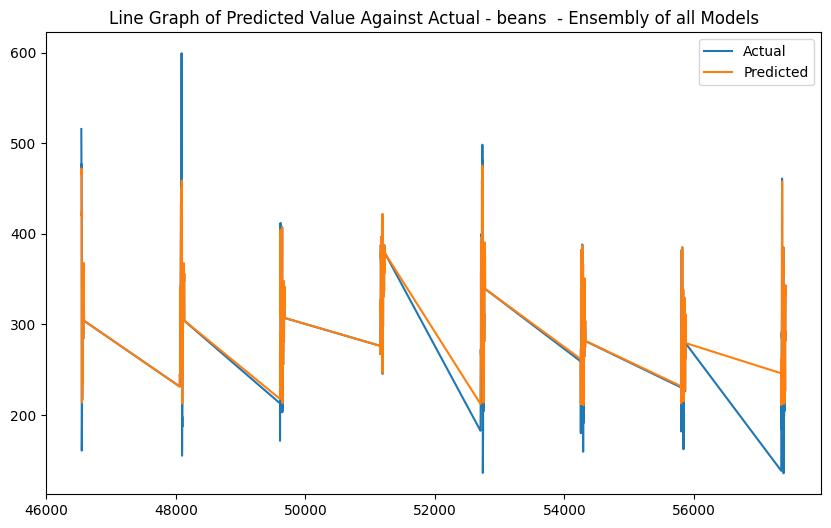 Line Graph of Predicted Value Against Actual - beans  - Ensembly of all Models
Actual
Predicted
600
500
400
300
200
46000 48000 50000 52000 54000 56000